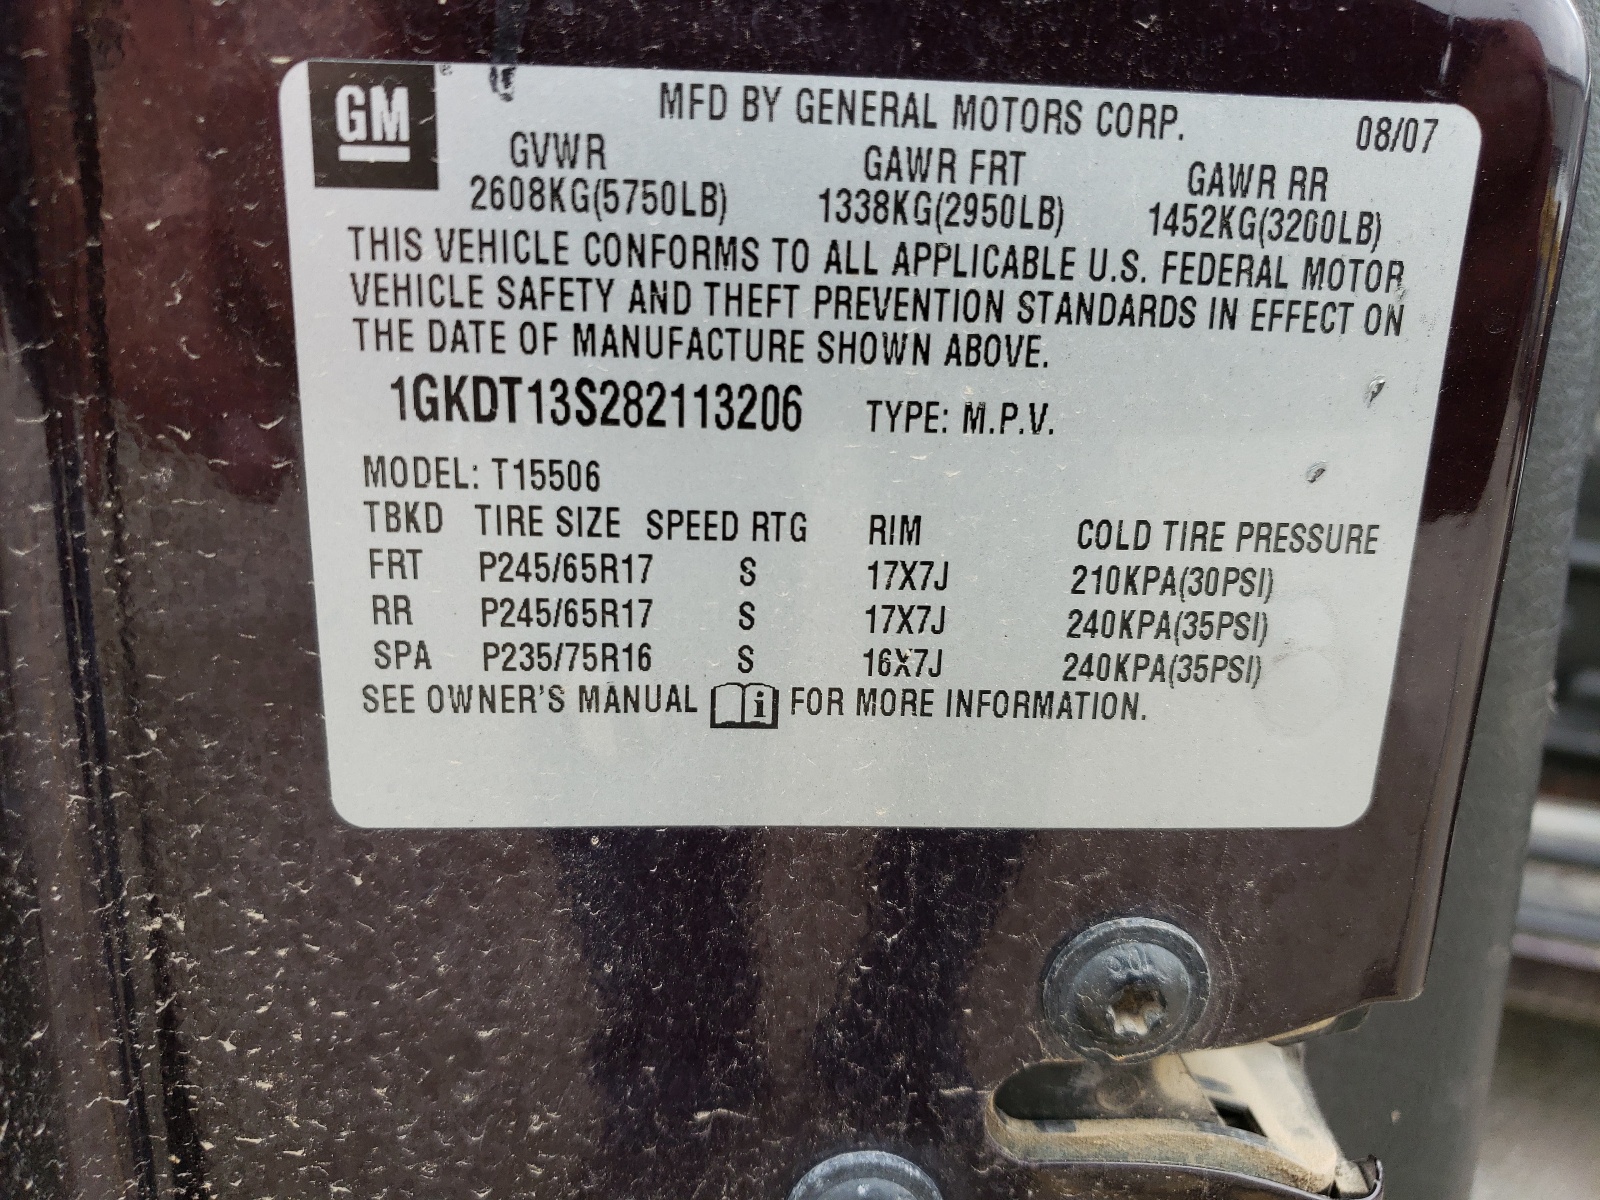 GM
MFD BY GENERAL MOTORS CORP. 08/07
GVWR GAWR FRT GAWR RR
2608KG(5750LB) 1338KG(2950LB) 1452KG(3200LB)
THIS VEHICLE CONFORMS TO ALL APPLICABLE U.S. FEDERAL MOTOR
VEHICLE SAFETY AND THEFT PREVENTION STANDARDS IN EFFECT ON
THE DATE OF MANUFACTURE SHOWN ABOVE.
1GKDT13S282113206 TYPE: M.P.V.
MODEL: T15506
TBKD TIRE SIZE SPEED RTG RIM COLD TIRE PRESSURE
FRT P245/65R17 S 17X7J 210KPA(30PSI)
RR P245/65R17 S 17X7J 240KPA(35PSI)
SPA P235/75R16 S 16X7J 240KPA(35PSI)
SEE OWNER'S MANUAL i FOR MORE INFORMATION.